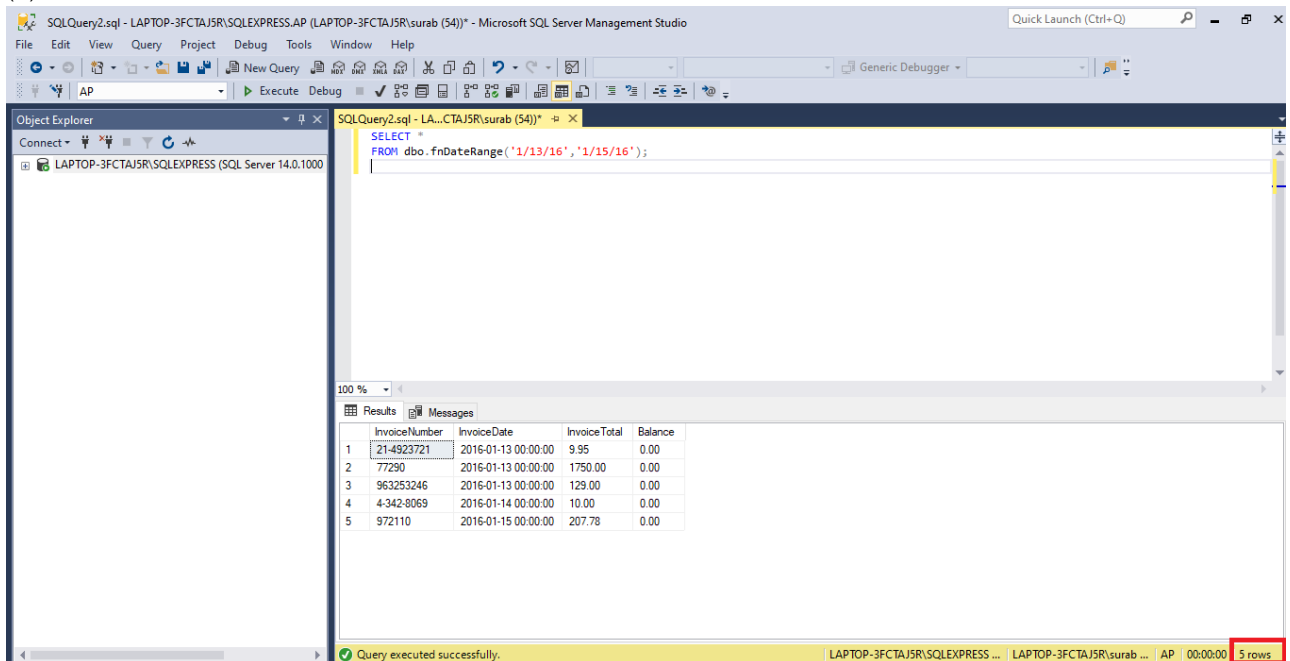 SQLQuery2.sql - LAPTOP-3FCTAJ5R\SQLEXPRESS.AP (LAPTOP-3FCTAJ5R\surab (54))* - Microsoft SQL Server Management Studio
Quick Launch (Ctrl+Q)
File Edit View Query Project Debug Tools Window Help
New Query MDX DMX XMLA DAX Generic Debugger
AP Execute Debug
Object Explorer
SQLQuery2.sql - LA...CTAJ5R\surab (54))*
Connect
LAPTOP-3FCTAJ5R\SQLEXPRESS (SQL Server 14.0.1000
SELECT *
FROM dbo.fnDateRange('1/13/16','1/15/16');
100 %
Results Messages
InvoiceNumber InvoiceDate InvoiceTotal Balance
1 21-4923721 2016-01-13 00:00:00 9.95 0.00
2 77290 2016-01-13 00:00:00 1750.00 0.00
3 963253246 2016-01-13 00:00:00 129.00 0.00
4 4-342-8069 2016-01-14 00:00:00 10.00 0.00
5 972110 2016-01-15 00:00:00 207.78 0.00
Query executed successfully.
LAPTOP-3FCTAJ5R\SQLEXPRESS ... LAPTOP-3FCTAJ5R\surab ... AP 00:00:00 5 rows